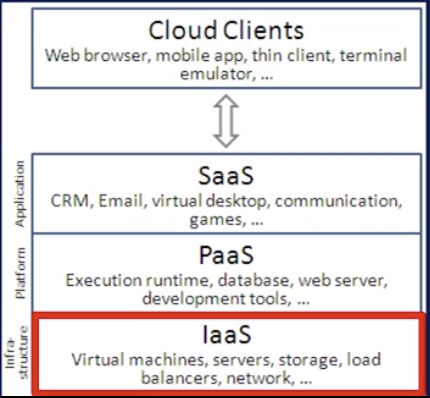 Cloud Clients
Web browser, mobile app, thin client, terminal
emulator, ...
Application
SaaS
CRM, Email, virtual desktop, communication,
games, ...
Platform
PaaS
Execution runtime, database, web server,
development tools, ...
Infra-
structure
IaaS
Virtual machines, servers, storage, load
balancers, network, ...